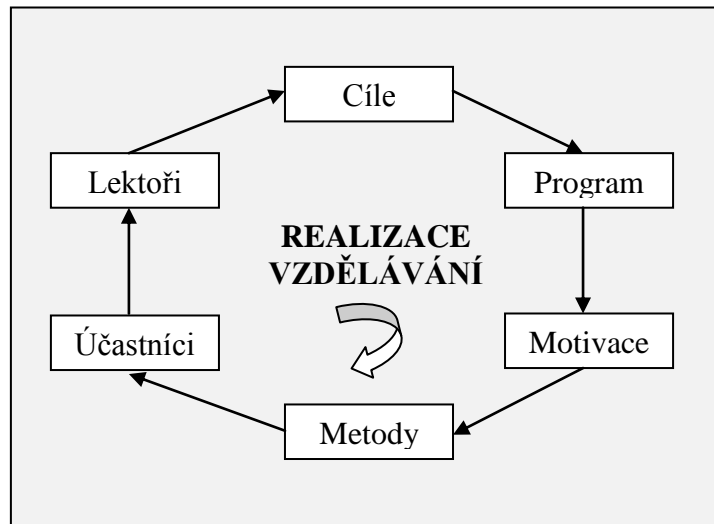 Cíle
Lektoři
Program
REALIZACE
VZDĚLÁVÁNÍ
Účastníci
Motivace
Metody